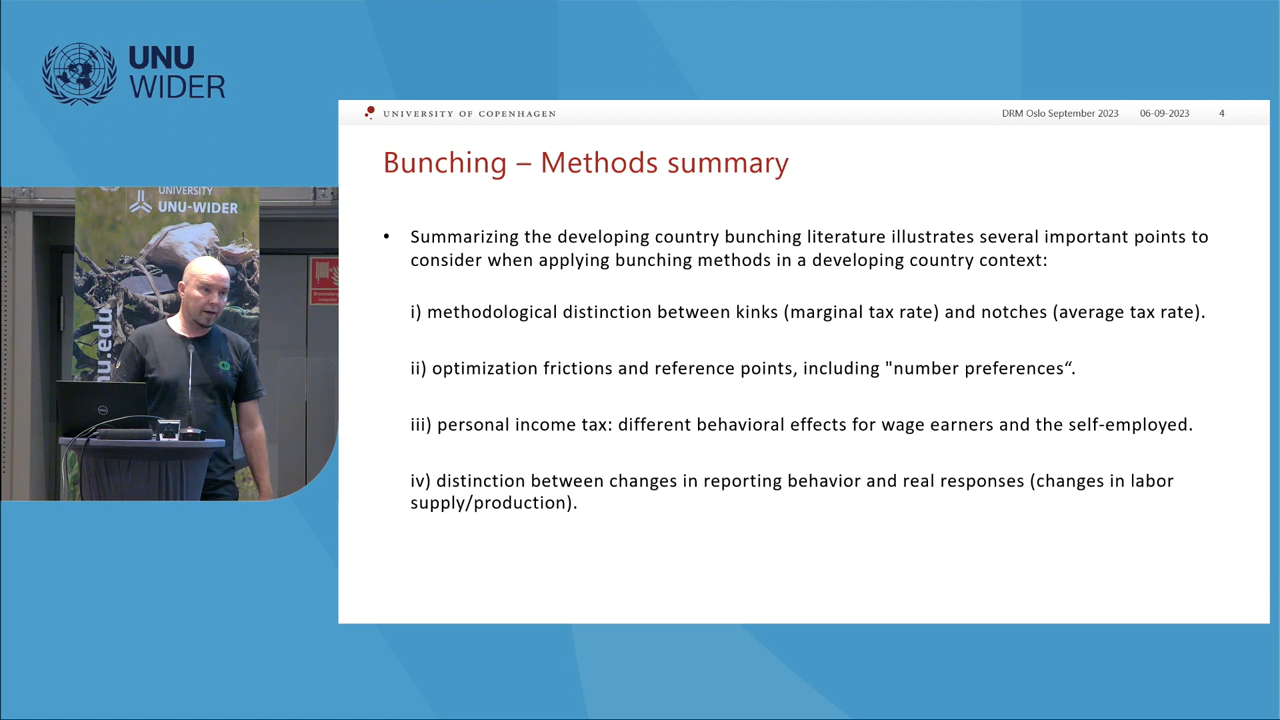 UNU
WIDER
UNIVERSITY OF COPENHAGEN
DRM Oslo September 2023 06-09-2023 4
Bunching – Methods summary
• Summarizing the developing country bunching literature illustrates several important points to
consider when applying bunching methods in a developing country context:
i) methodological distinction between kinks (marginal tax rate) and notches (average tax rate).
ii) optimization frictions and reference points, including "number preferences“.
iii) personal income tax: different behavioral effects for wage earners and the self-employed.
iv) distinction between changes in reporting behavior and real responses (changes in labor
supply/production).
UNIVERSITY
UNU-WIDER
nu.edu
DELL